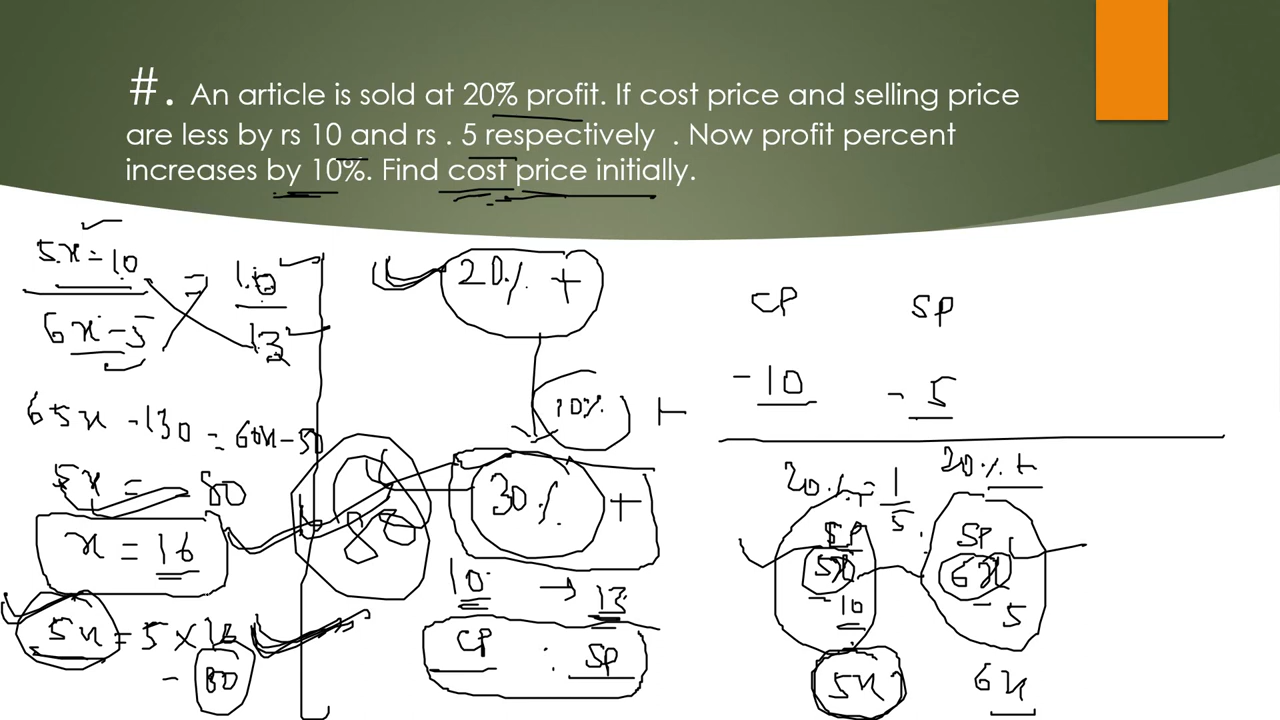 #. An article is sold at 20% profit. If cost price and selling price
are less by rs 10 and rs . 5 respectively . Now profit percent
increases by 10%. Find cost price initially.
5x - 10 = 10
6x - 5 13
65x - 130 = 60x - 50
5x = 80
x = 16
5x = 5 × 16
= 80
20% +
10% +
30% +
10 → 13
CP : SP
80
CP SP
-10 -5
20% = 1/5 20% +
SP SP
5x 6x
-10 -5
5x 6x